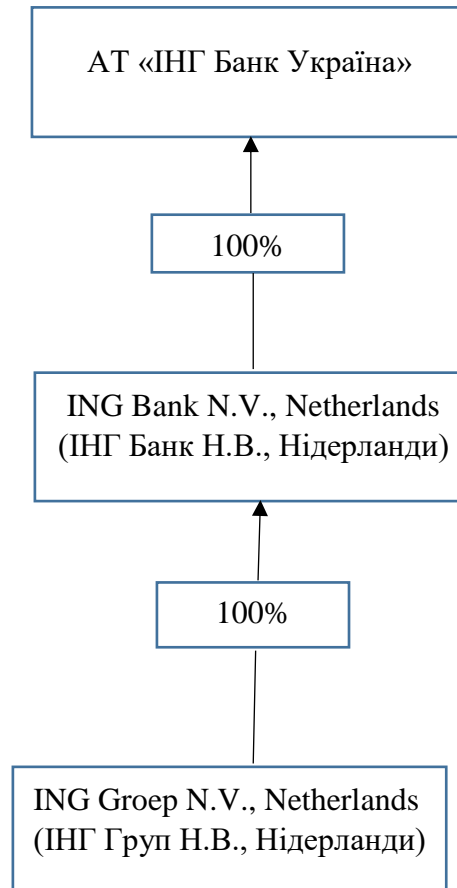 АТ «ІНГ Банк Україна»
100%
ING Bank N.V., Netherlands
(ІНГ Банк Н.В., Нідерланди)
100%
ING Groep N.V., Netherlands
(ІНГ Груп Н.В., Нідерланди)